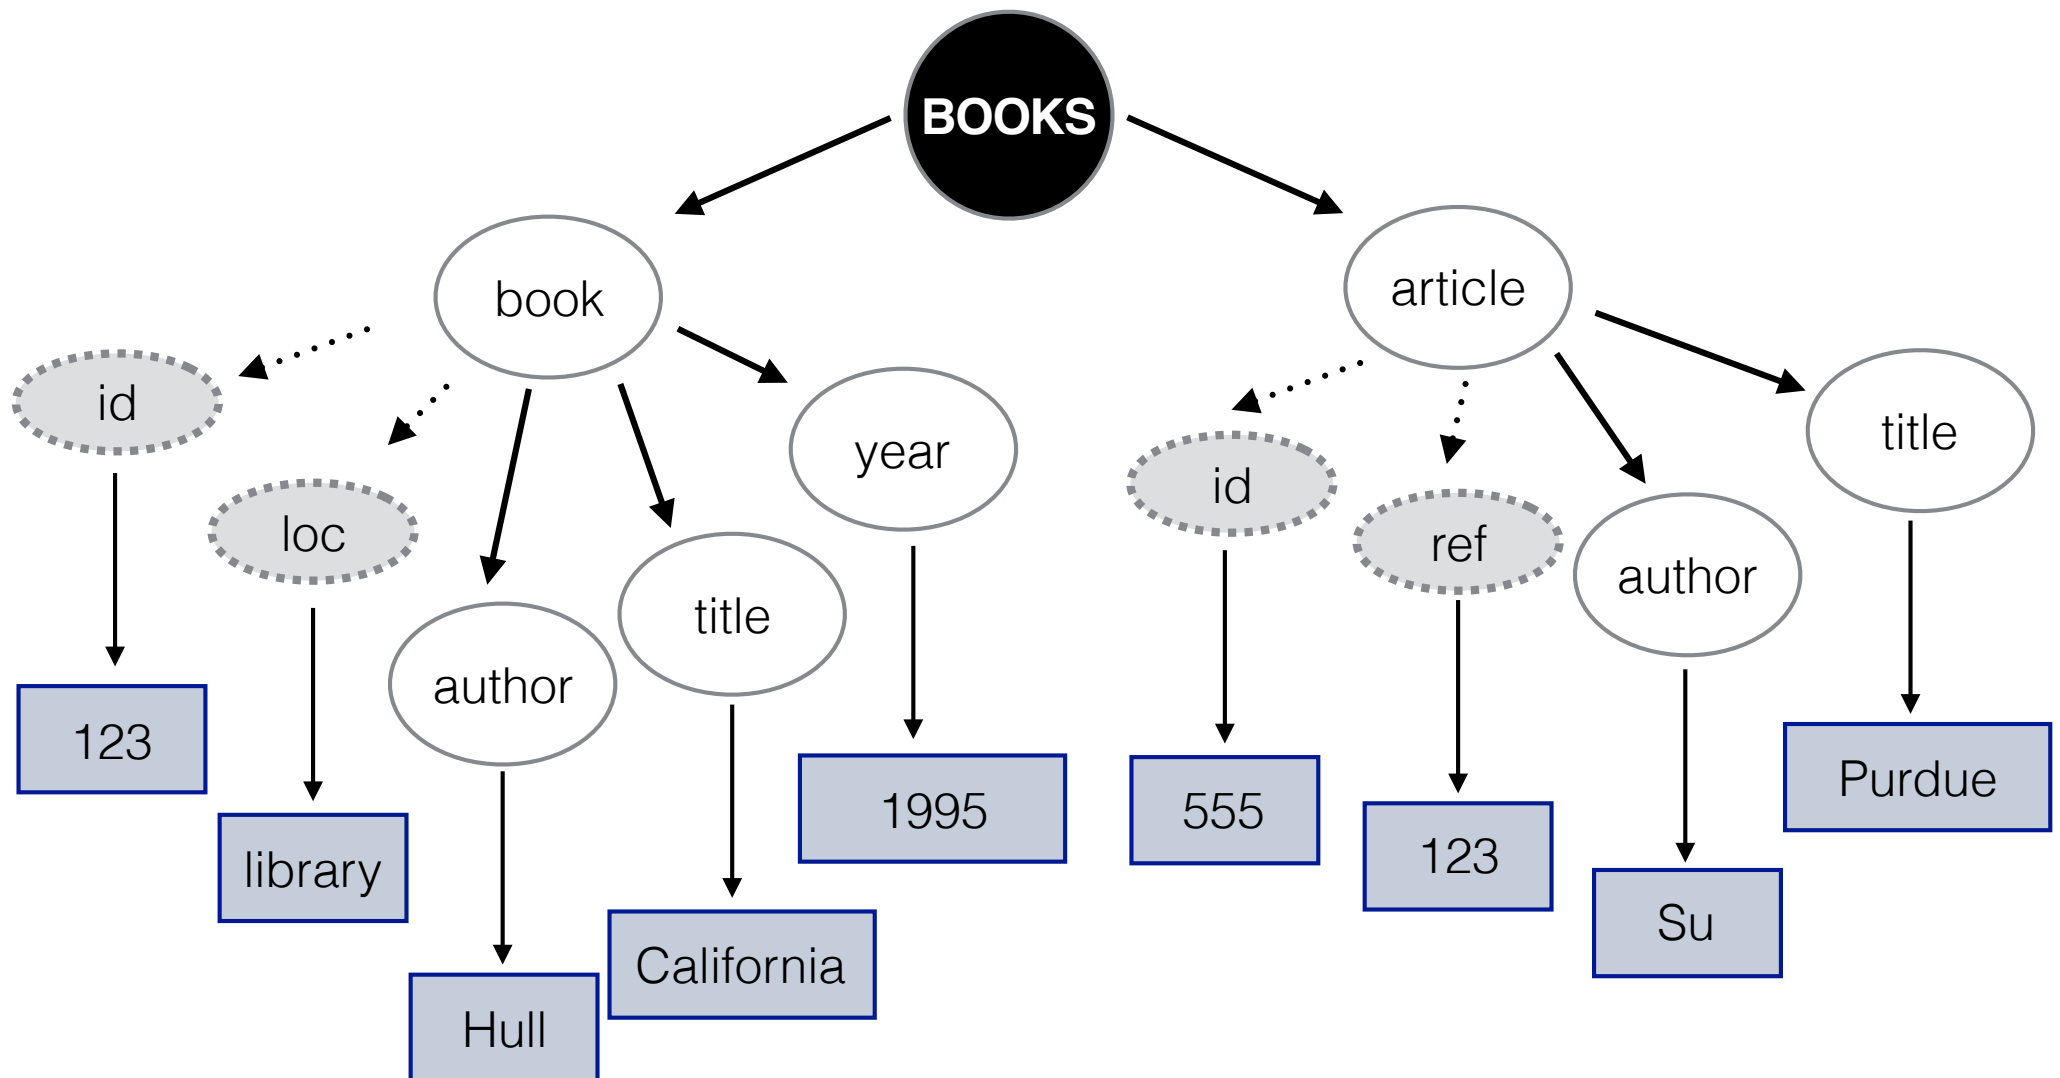 BOOKS
book
article
id
loc
author
title
year
id
ref
author
title
123
library
Hull
California
1995
555
123
Su
Purdue